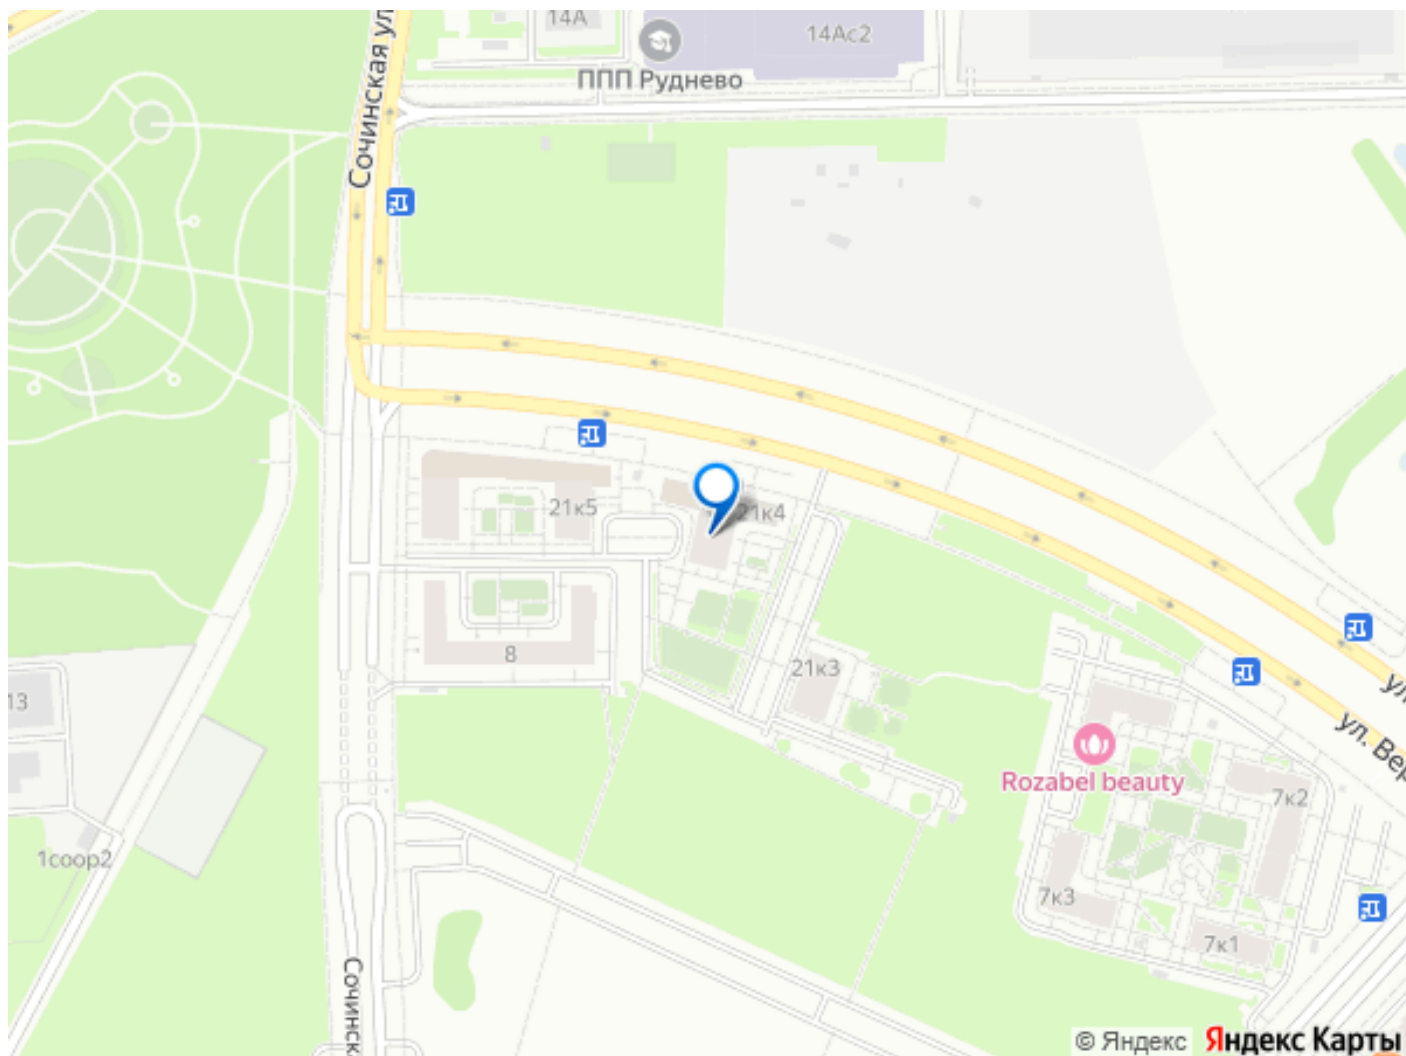 14А
14Ас2
ППП Руднево
Сочинская ул
21к5
21к4
8
21к3
13
ул. Вер
Rozabel beauty
7к2
1соор2
7к3
7к1
Сочинск
© Яндекс
Яндекс Карты